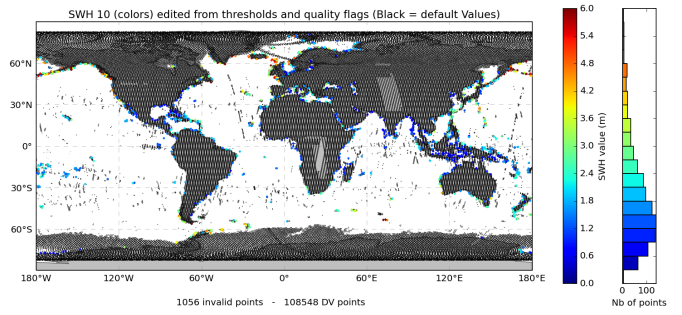 SWH 10 (colors) edited from thresholds and quality flags (Black = default Values)
60°N
30°N
0°
30°S
60°S
180°W 120°W 60°W 0° 60°E 120°E 180°E
1056 invalid points - 108548 DV points
6.0
5.4
4.8
4.2
3.6
3.0
2.4
1.8
1.2
0.6
0.0
SWH value (m)
0 100
Nb of points